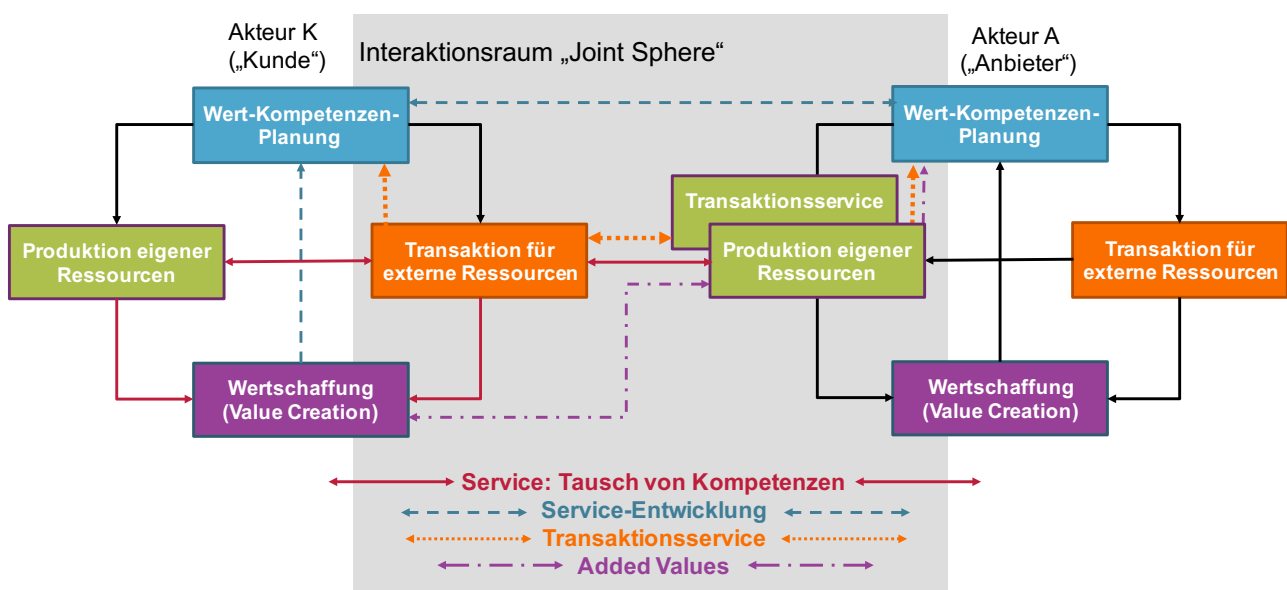 Akteur K
(„Kunde“)
Interaktionsraum „Joint Sphere“
Akteur A
(„Anbieter“)
Wert-Kompetenzen-
Planung
Wert-Kompetenzen-
Planung
Transaktionsservice
Produktion eigener
Ressourcen
Transaktion für
externe Ressourcen
Produktion eigener
Ressourcen
Transaktion für
externe Ressourcen
Wertschaffung
(Value Creation)
Wertschaffung
(Value Creation)
Service: Tausch von Kompetenzen
Service-Entwicklung
Transaktionsservice
Added Values